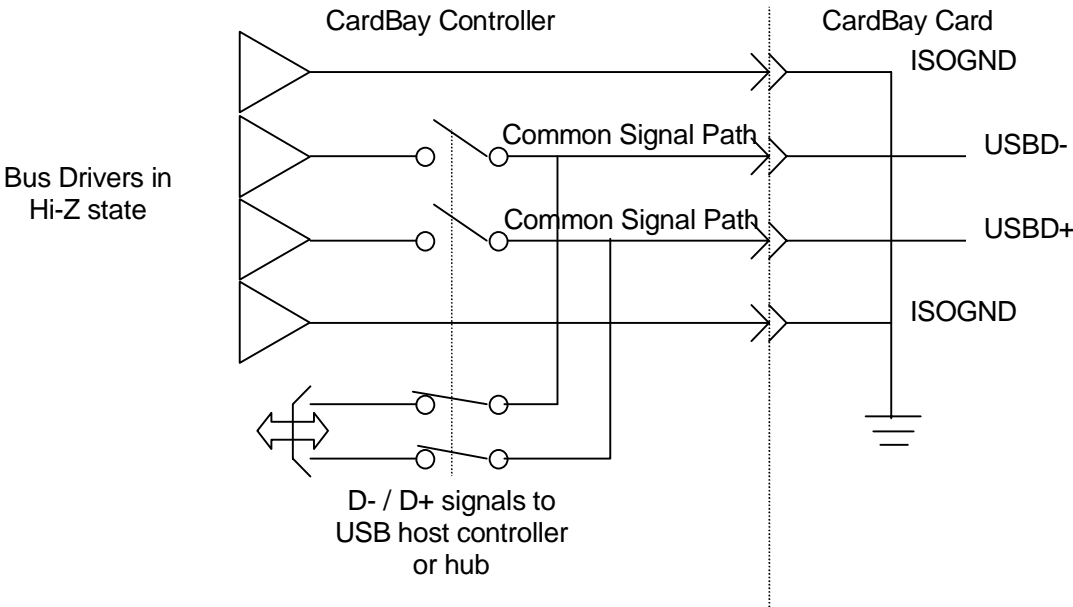 CardBay Controller
CardBay Card
ISOGND
Common Signal Path
USBD-
Bus Drivers in
Hi-Z state
Common Signal Path
USBD+
ISOGND
D- / D+ signals to
USB host controller
or hub